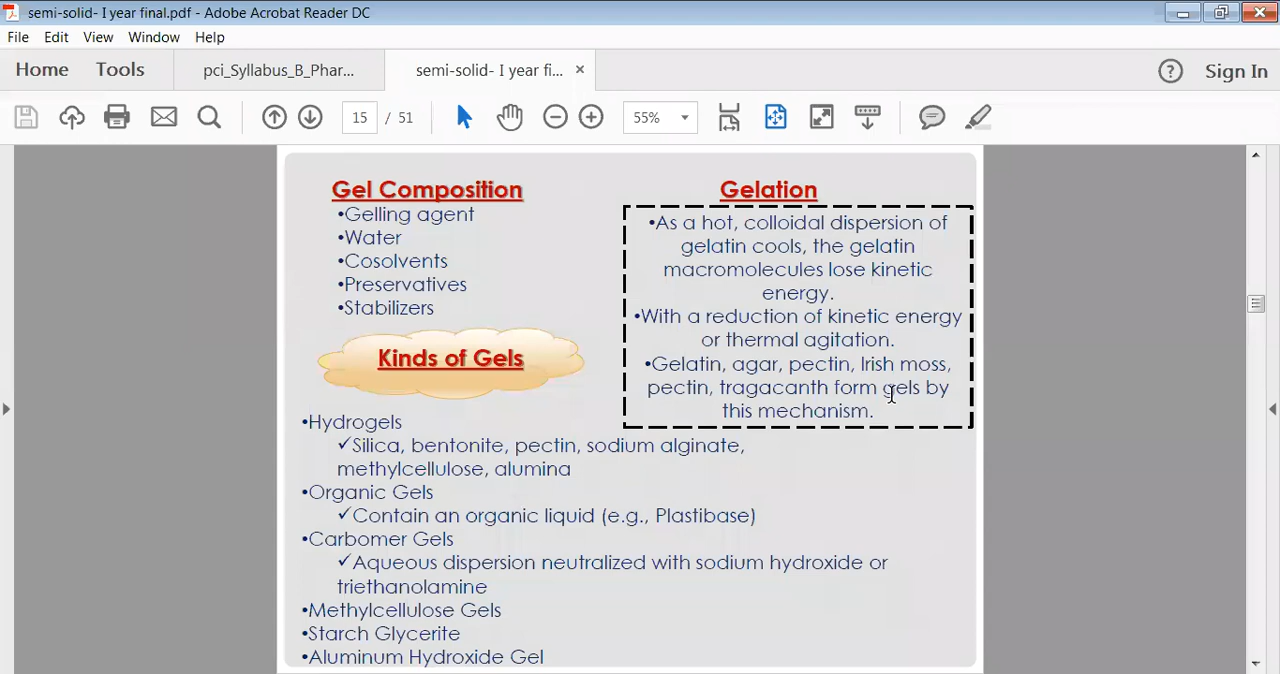 semi-solid- I year final.pdf - Adobe Acrobat Reader DC
File Edit View Window Help
Home Tools pci_Syllabus_B_Phar... semi-solid- I year fi... × Sign In
15 / 51 55%
Gel Composition
•Gelling agent
•Water
•Cosolvents
•Preservatives
•Stabilizers
Gelation
•As a hot, colloidal dispersion of
gelatin cools, the gelatin
macromolecules lose kinetic
energy.
•With a reduction of kinetic energy
or thermal agitation.
•Gelatin, agar, pectin, Irish moss,
pectin, tragacanth form gels by
this mechanism.
Kinds of Gels
•Hydrogels
✓Silica, bentonite, pectin, sodium alginate,
methylcellulose, alumina
•Organic Gels
✓Contain an organic liquid (e.g., Plastibase)
•Carbomer Gels
✓Aqueous dispersion neutralized with sodium hydroxide or
triethanolamine
•Methylcellulose Gels
•Starch Glycerite
•Aluminum Hydroxide Gel